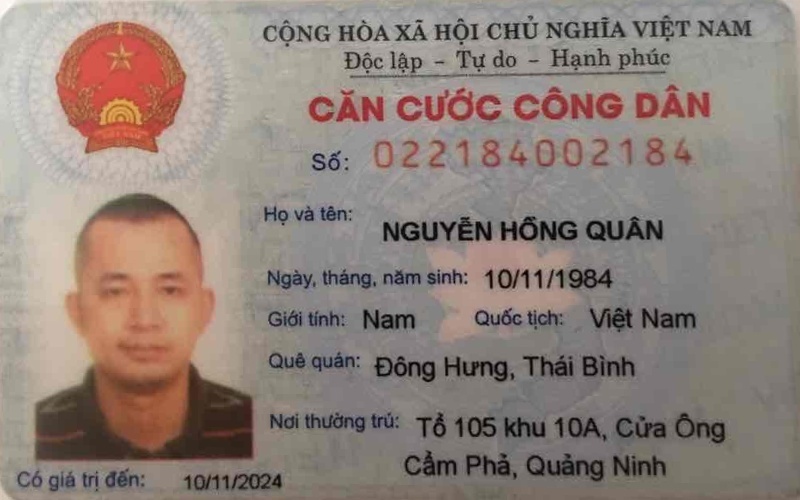 CỘNG HÒA XÃ HỘI CHỦ NGHĨA VIỆT NAM
Độc lập - Tự do - Hạnh phúc
CĂN CƯỚC CÔNG DÂN
Số: 022184002184
Họ và tên: NGUYỄN HỒNG QUÂN
Ngày, tháng, năm sinh: 10/11/1984
Giới tính: Nam Quốc tịch: Việt Nam
Quê quán: Đông Hưng, Thái Bình
Nơi thường trú: Tổ 105 khu 10A, Cửa Ông
Cẩm Phả, Quảng Ninh
Có giá trị đến: 10/11/2024